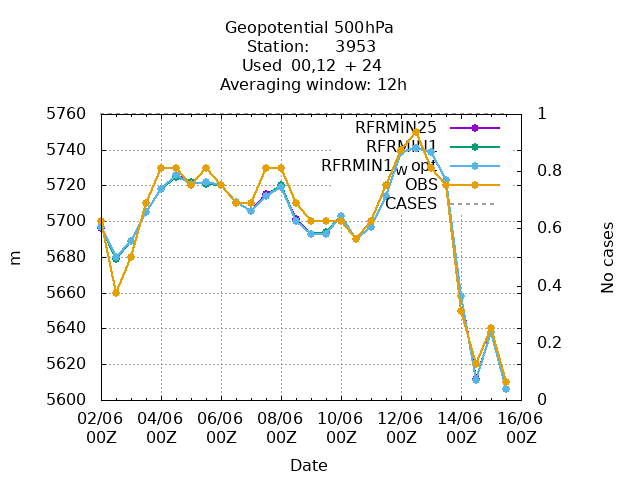 Geopotential 500hPa
Station: 3953
Used 00,12 + 24
Averaging window: 12h
5760
5740
5720
5700
5680
5660
5640
5620
5600
m
1
0.8
0.6
0.4
0.2
0
No cases
RFRMIN25
RFRMIN1
RFRMIN1w opt
OBS
CASES
02/06 04/06 06/06 08/06 10/06 12/06 14/06 16/06
00Z 00Z 00Z 00Z 00Z 00Z 00Z 00Z
Date